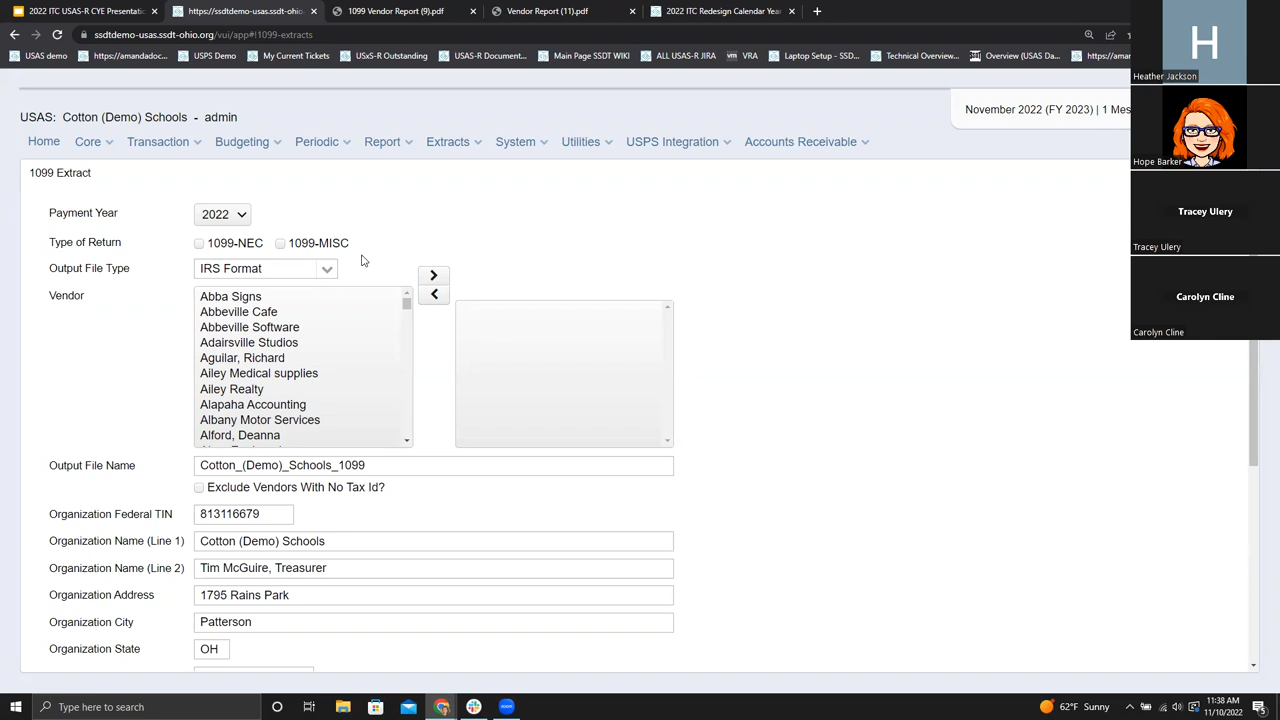 2022 ITC USAS-R CYE Presentatic
https://ssdtdemo-usas.ssdt-ohio.org
1099 Vendor Report (9).pdf
Vendor Report (11).pdf
2022 ITC Redesign Calendar Year
ssdtdemo-usas.ssdt-ohio.org/vui/app#!1099-extracts
USAS demo
https://amandadoc...
USPS Demo
My Current Tickets
USxS-R Outstanding
USAS-R Document...
Main Page SSDT WIKI
ALL USAS-R JIRA
vm VRA
Laptop Setup - SSD...
Technical Overview...
Overview (USAS Da...
https://am
USAS: Cotton (Demo) Schools - admin
November 2022 (FY 2023) | 1 Mes
Home
Core
Transaction
Budgeting
Periodic
Report
Extracts
System
Utilities
USPS Integration
Accounts Receivable
1099 Extract
Payment Year
2022
Type of Return
1099-NEC
1099-MISC
Output File Type
IRS Format
Vendor
Abba Signs
Abbeville Cafe
Abbeville Software
Adairsville Studios
Aguilar, Richard
Ailey Medical supplies
Ailey Realty
Alapaha Accounting
Albany Motor Services
Alford, Deanna
Output File Name
Cotton_(Demo)_Schools_1099
Exclude Vendors With No Tax Id?
Organization Federal TIN
813116679
Organization Name (Line 1)
Cotton (Demo) Schools
Organization Name (Line 2)
Tim McGuire, Treasurer
Organization Address
1795 Rains Park
Organization City
Patterson
Organization State
OH
H
Heather Jackson
Hope Barker
Tracey Ulery
Tracey Ulery
Carolyn Cline
Carolyn Cline
Type here to search
62°F Sunny
11:38 AM
11/10/2022
5